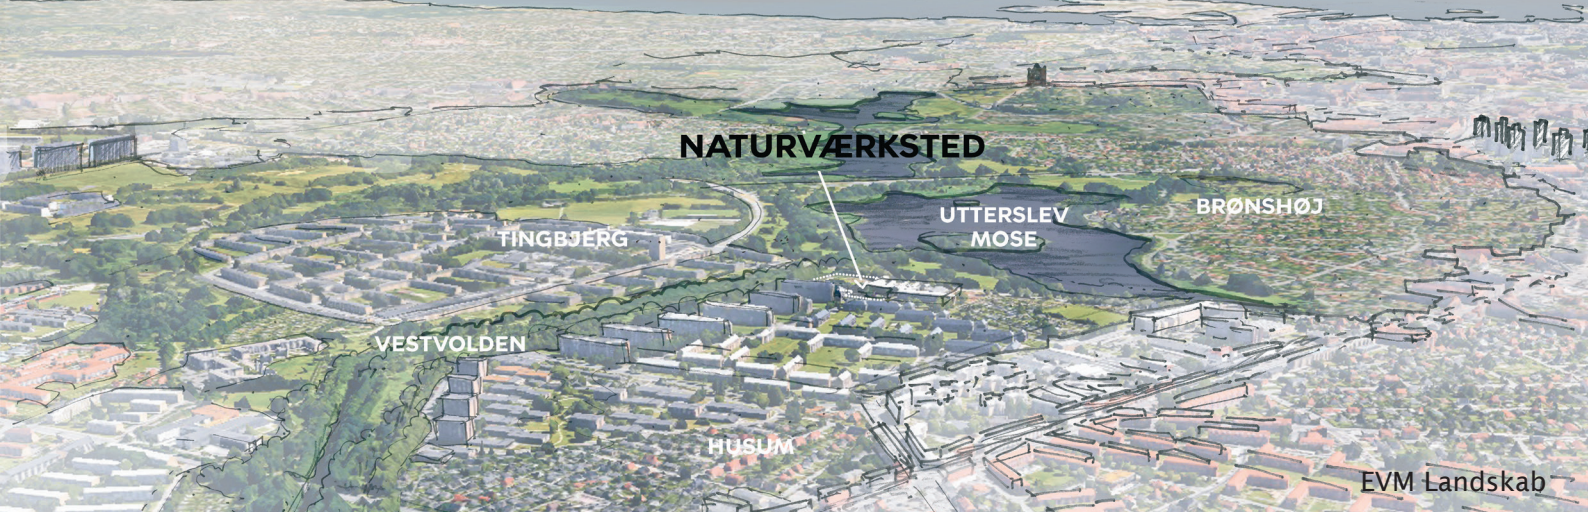 NATURVÆRKSTED
UTTERSLEV
MOSE
BRØNSHØJ
TINGBJERG
VESTVOLDEN
HUSUM
EVM Landskab